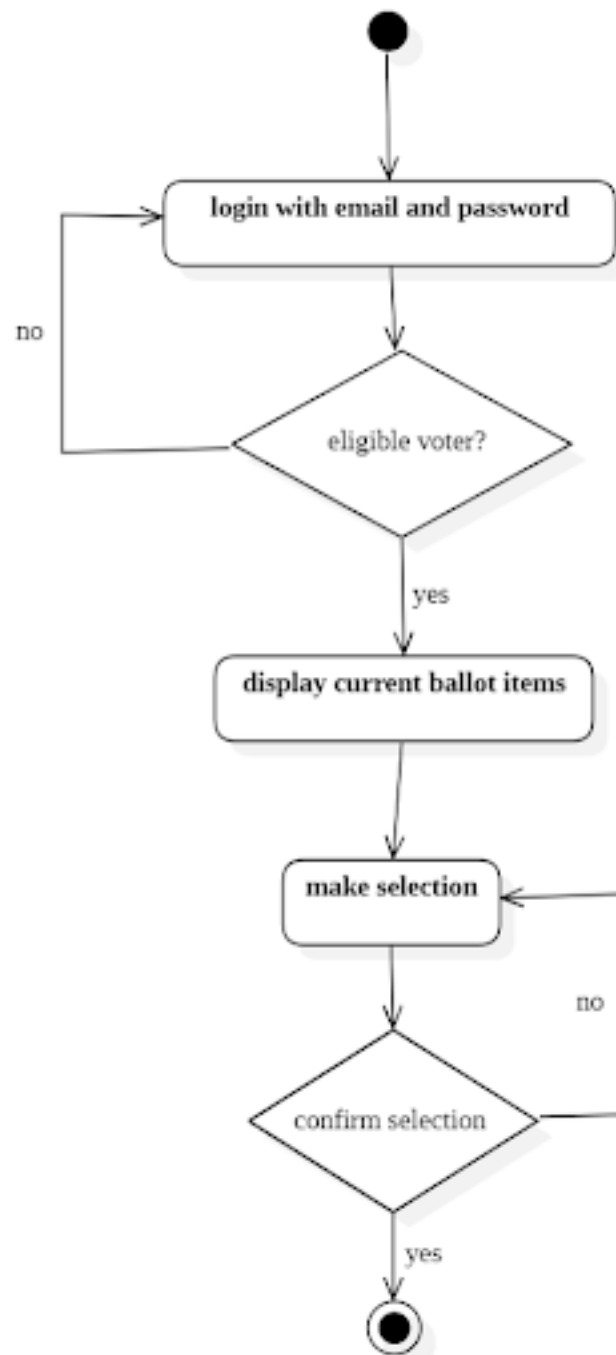 login with email and password
no
eligible voter?
yes
display current ballot items
make selection
no
confirm selection
yes